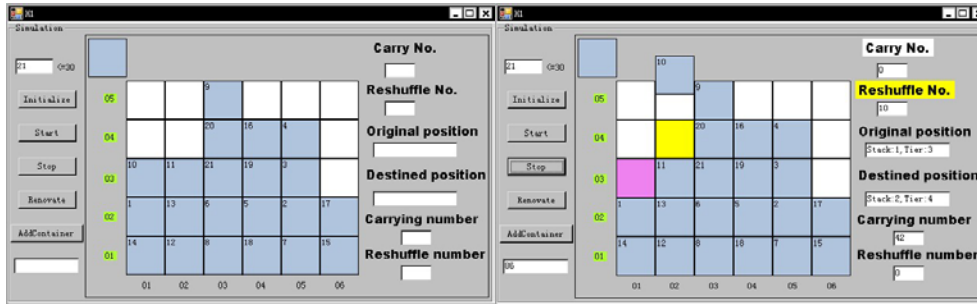 N1
Simulation
21 <=30
Carry No.
Initialize
05
9
Reshuffle No.
Start
04
20 16 4
Original position
Stop
03
10 11 21 19 3
Destined position
Renovate
02
1 13 6 5 2 17
Carrying number
AddContainer
01
14 12 8 18 7 15
Reshuffle number
01 02 03 04 05 06
N1
Simulation
21 <=30
10
Carry No.
0
Initialize
05
9
Reshuffle No.
10
Start
04
20 16 4
Original position
Stack:1,Tier:3
Stop
03
11 21 19 3
Destined position
Stack:2,Tier:4
Renovate
02
1 13 6 5 2 17
Carrying number
42
AddContainer
01
14 12 8 18 7 15
Reshuffle number
0
01 02 03 04 05 06